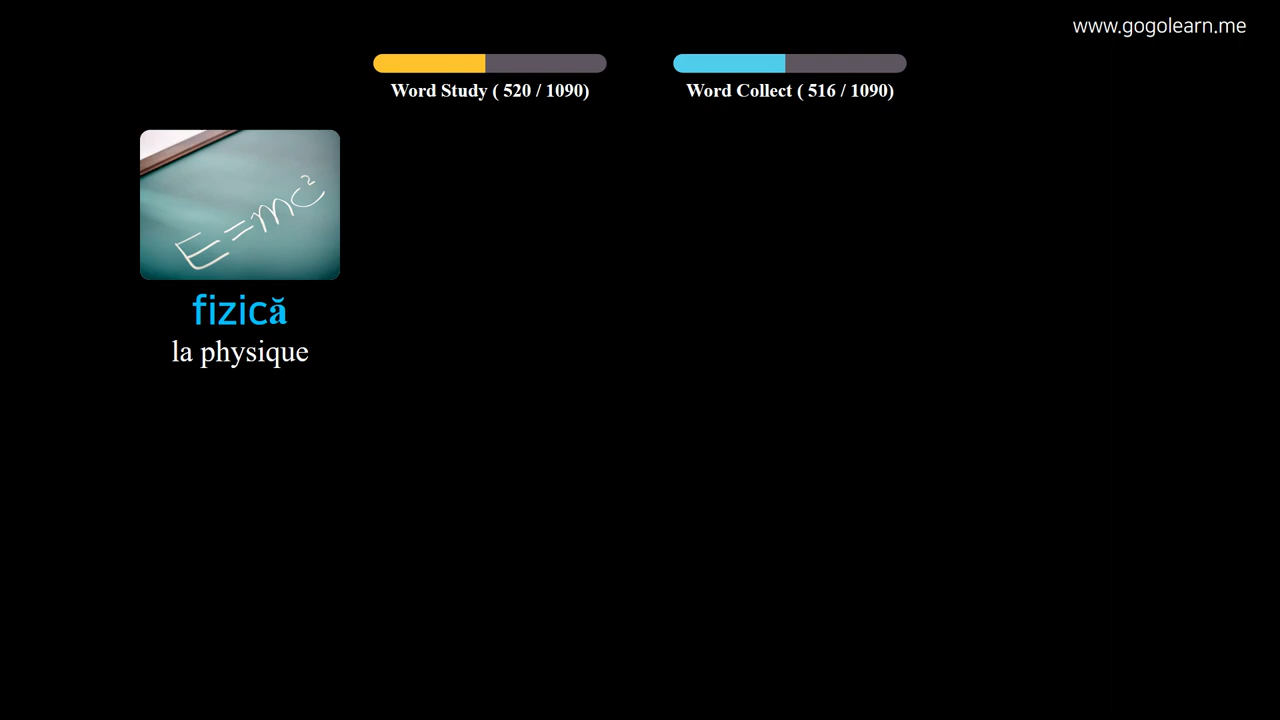 www.gogolearn.me
Word Study ( 520 / 1090)
Word Collect ( 516 / 1090)
E=mc²
fizică
la physique